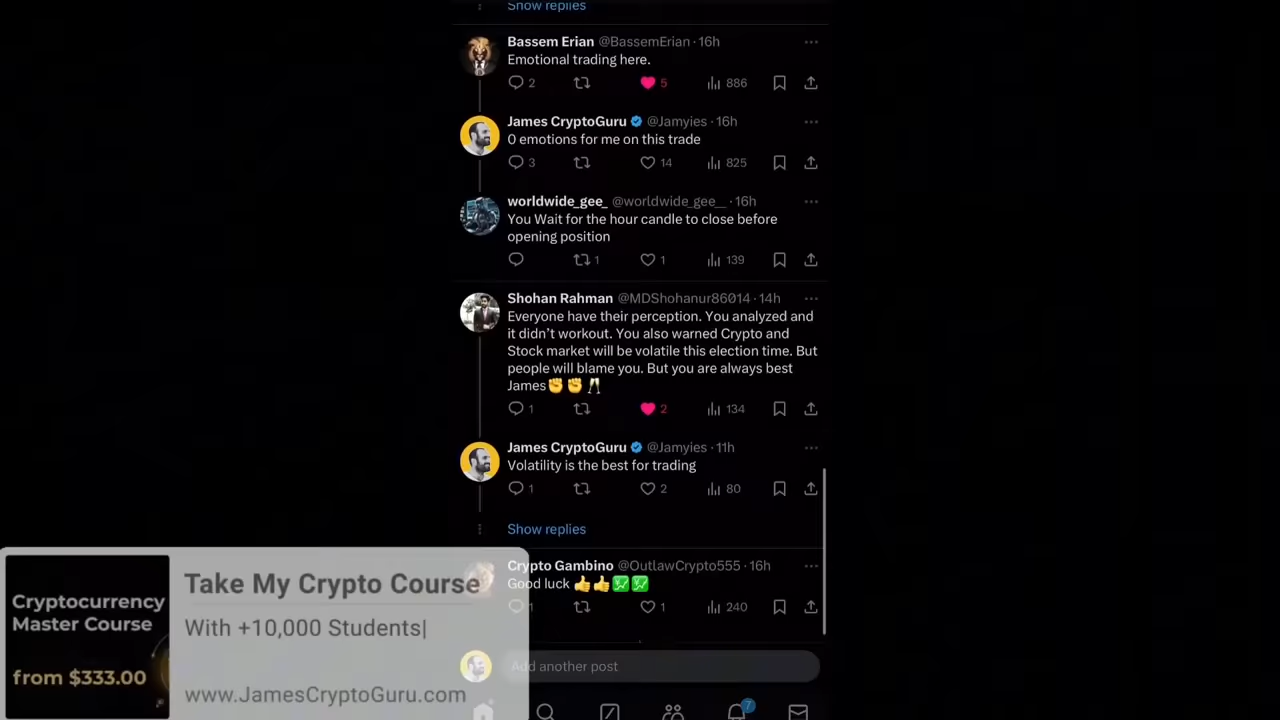 Show replies
Bassem Erian @BassemErian · 16h
Emotional trading here.
2 5 886
James CryptoGuru @Jamyies · 16h
0 emotions for me on this trade
3 14 825
worldwide_gee_ @worldwide_gee__ · 16h
You Wait for the hour candle to close before
opening position
1 1 139
Shohan Rahman @MDShohanur86014 · 14h
Everyone have their perception. You analyzed and
it didn’t workout. You also warned Crypto and
Stock market will be volatile this election time. But
people will blame you. But you are always best
James✊✊🥂
1 2 134
James CryptoGuru @Jamyies · 11h
Volatility is the best for trading
1 2 80
Show replies
Crypto Gambino @OutlawCrypto555 · 16h
Good luck 👍👍💹💹
1 1 240
Add another post
7
Cryptocurrency
Master Course
from $333.00
Take My Crypto Course
With +10,000 Students|
www.JamesCryptoGuru.com